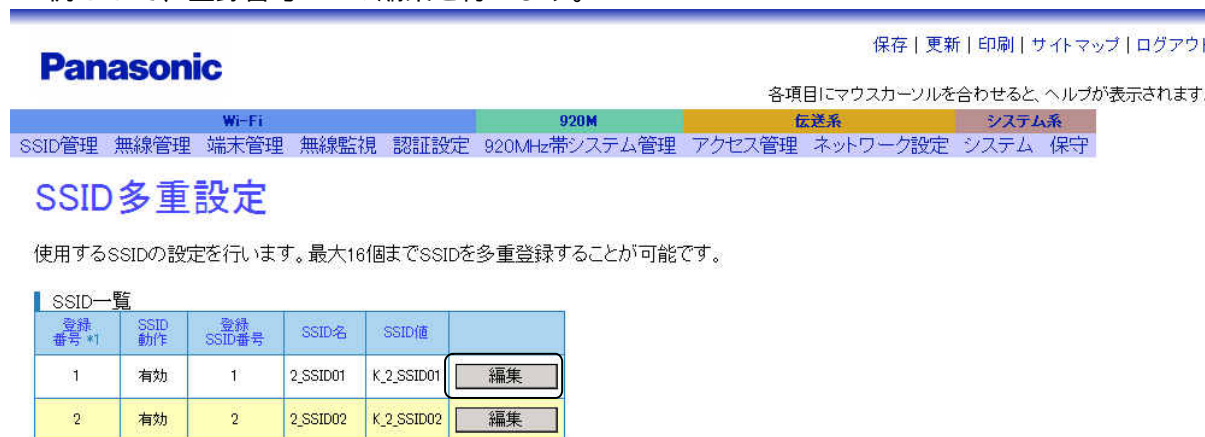 保存 | 更新 | 印刷 | サイトマップ | ログアウト
Panasonic
各項目にマウスカーソルを合わせると、ヘルプが表示されます。
Wi-Fi 920M 伝送系 システム系
SSID管理 無線管理 端末管理 無線監視 認証設定 920MHz帯システム管理 アクセス管理 ネットワーク設定 システム 保守
SSID多重設定
使用するSSIDの設定を行います。最大16個までSSIDを多重登録することが可能です。
SSID一覧
登録番号 *1 SSID動作 登録SSID番号 SSID名 SSID値
1 有効 1 2_SSID01 K_2_SSID01 編集
2 有効 2 2_SSID02 K_2_SSID02 編集